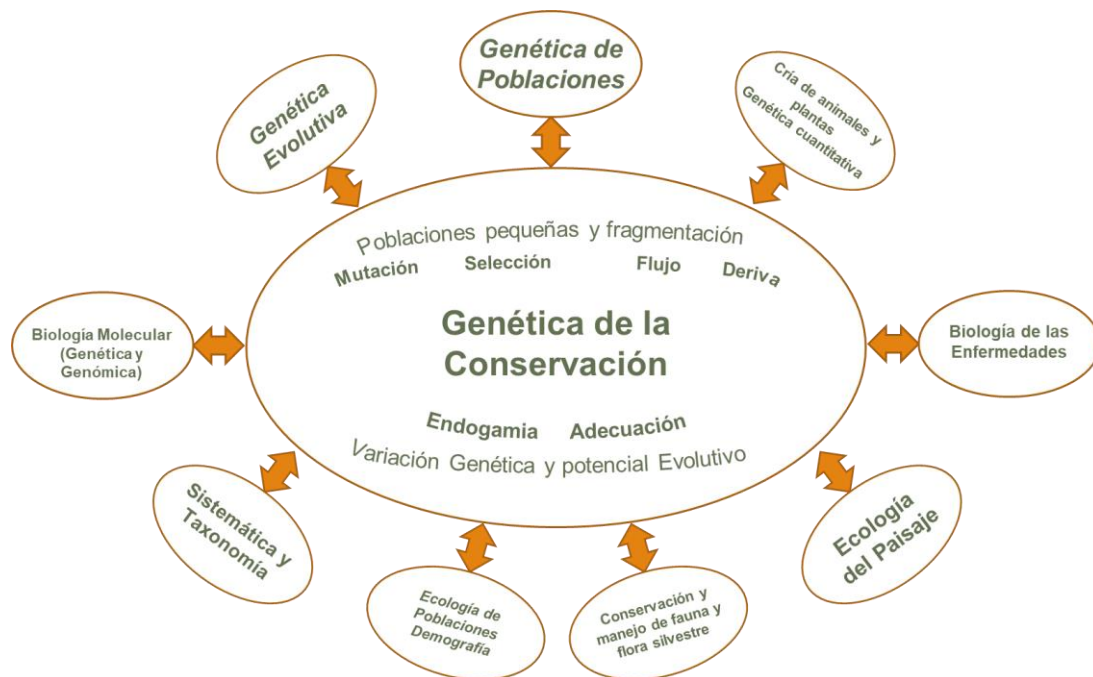 Genética de
Poblaciones
Genética
Evolutiva
Cría de animales y
plantas
Genética cuantitativa
Poblaciones pequeñas y fragmentación
Mutación Selección Flujo Deriva
Genética de la
Conservación
Biología Molecular
(Genética y
Genómica)
Biología de las
Enfermedades
Endogamia Adecuación
Variación Genética y potencial Evolutivo
Sistemática y
Taxonomía
Ecología
del Paisaje
Ecología de
Poblaciones
Demografía
Conservación y
manejo de fauna y
flora silvestre